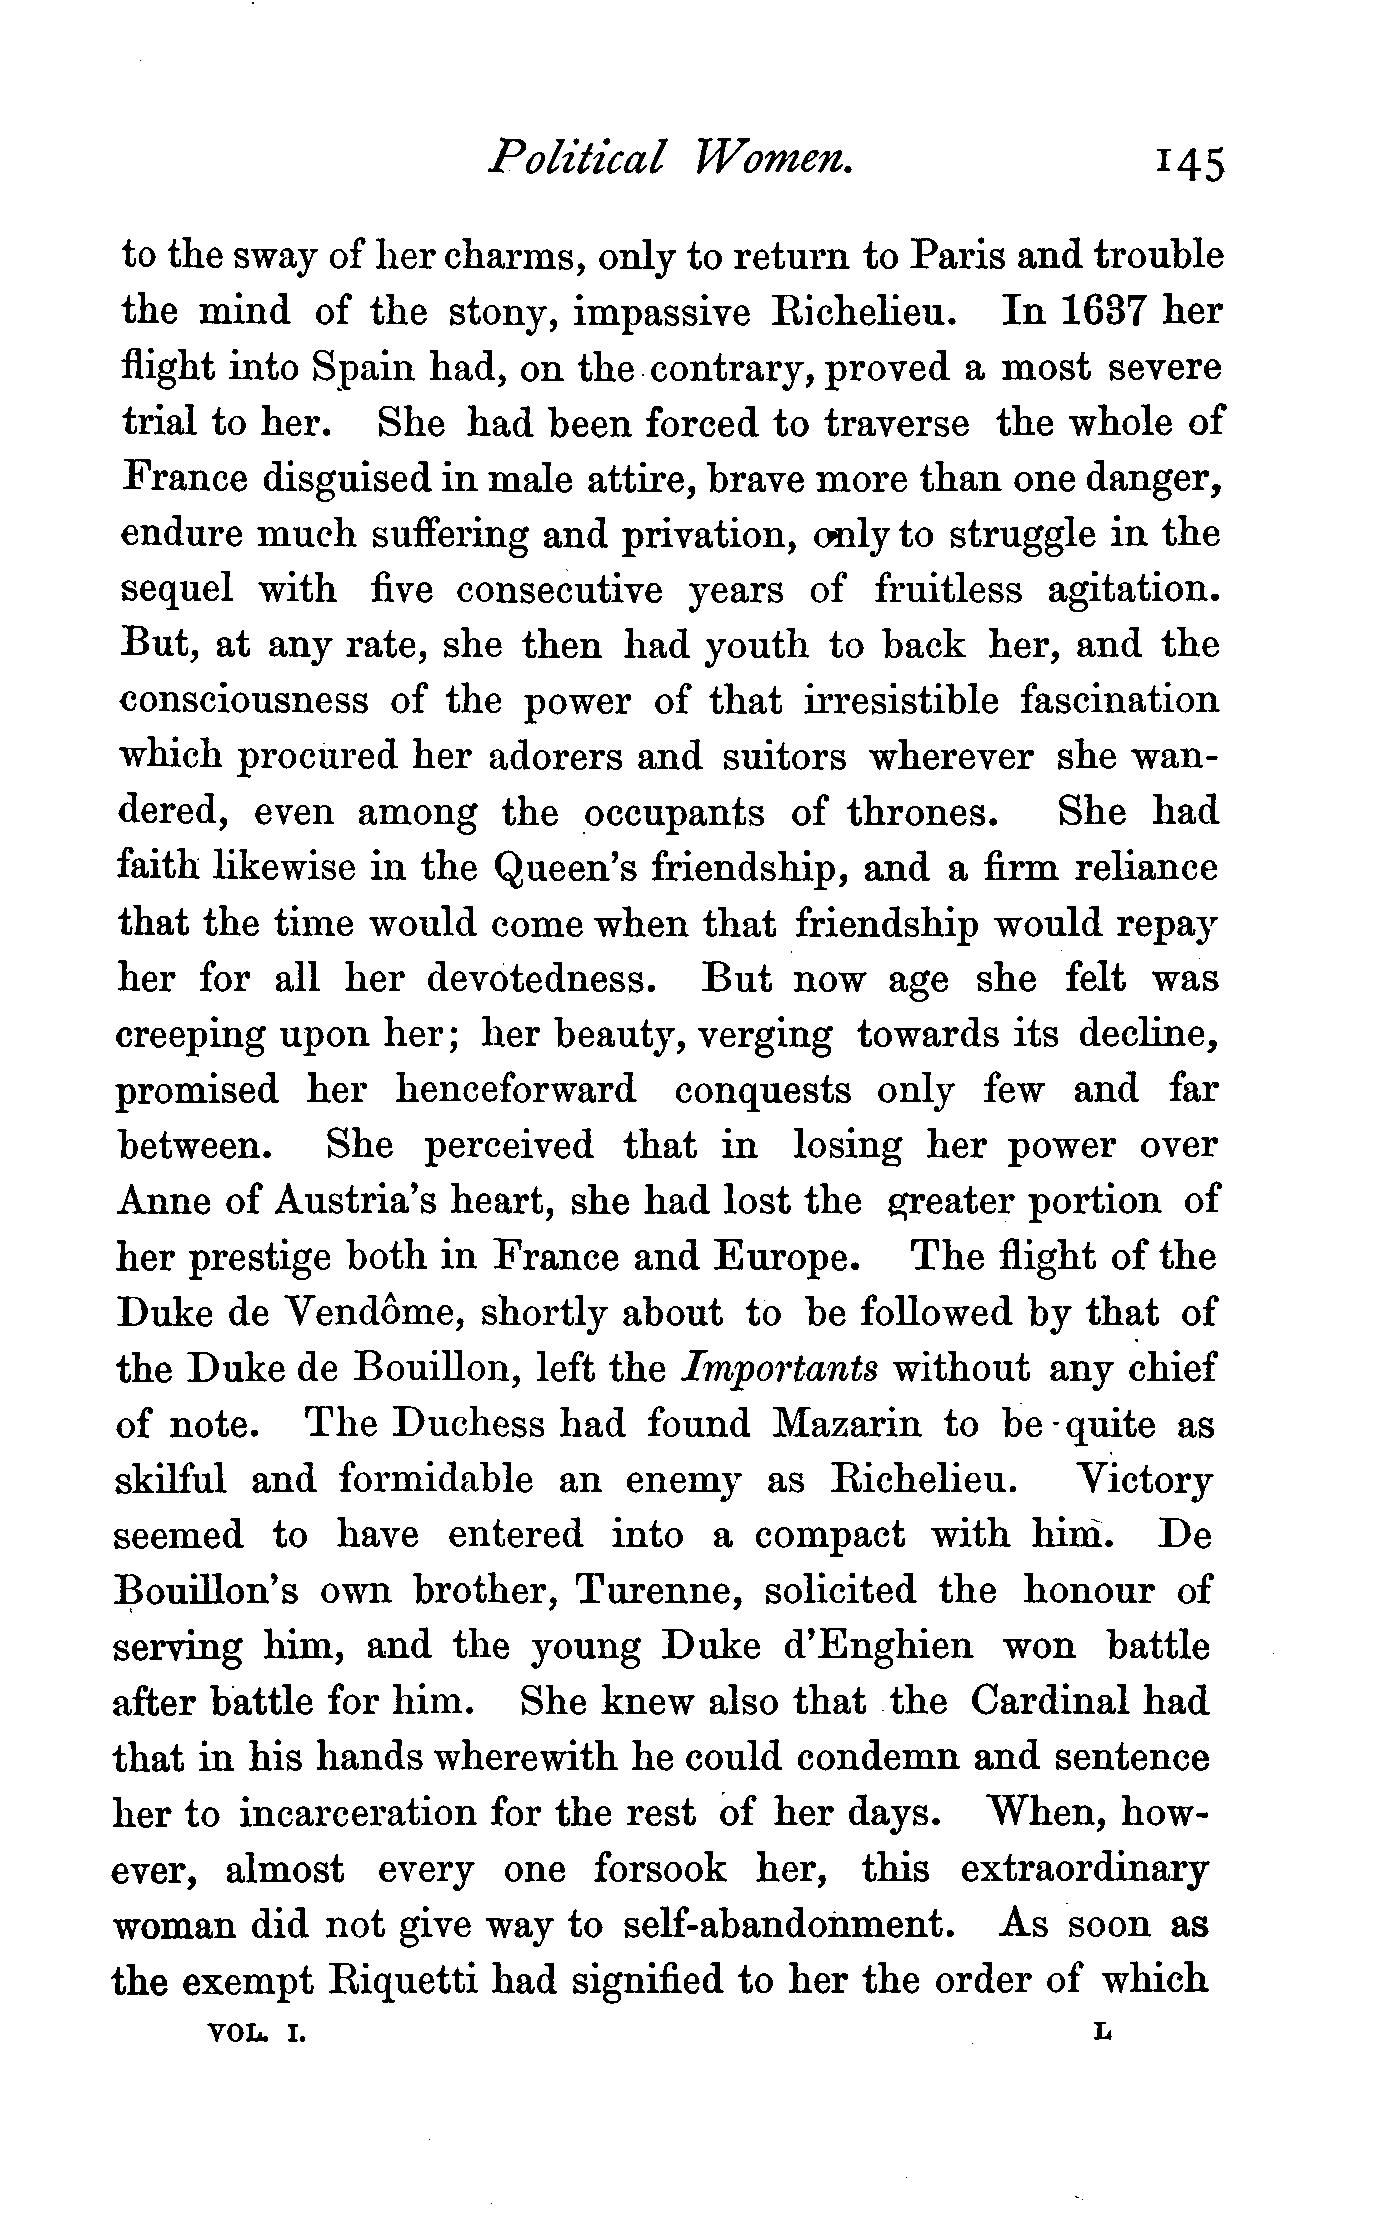 Political Women. 145
to the sway of her charms, only to return to Paris and trouble
the mind of the stony, impassive Richelieu. In 1637 her
flight into Spain had, on the contrary, proved a most severe
trial to her. She had been forced to traverse the whole of
France disguised in male attire, brave more than one danger,
endure much suffering and privation, only to struggle in the
sequel with five consecutive years of fruitless agitation.
But, at any rate, she then had youth to back her, and the
consciousness of the power of that irresistible fascination
which procured her adorers and suitors wherever she wan-
dered, even among the occupants of thrones. She had
faith likewise in the Queen's friendship, and a firm reliance
that the time would come when that friendship would repay
her for all her devotedness. But now age she felt was
creeping upon her; her beauty, verging towards its decline,
promised her henceforward conquests only few and far
between. She perceived that in losing her power over
Anne of Austria's heart, she had lost the greater portion of
her prestige both in France and Europe. The flight of the
Duke de Vendôme, shortly about to be followed by that of
the Duke de Bouillon, left the Importants without any chief
of note. The Duchess had found Mazarin to be quite as
skilful and formidable an enemy as Richelieu. Victory
seemed to have entered into a compact with him. De
Bouillon's own brother, Turenne, solicited the honour of
serving him, and the young Duke d'Enghien won battle
after battle for him. She knew also that the Cardinal had
that in his hands wherewith he could condemn and sentence
her to incarceration for the rest of her days. When, how-
ever, almost every one forsook her, this extraordinary
woman did not give way to self-abandonment. As soon as
the exempt Riquetti had signified to her the order of which
VOL. I. L